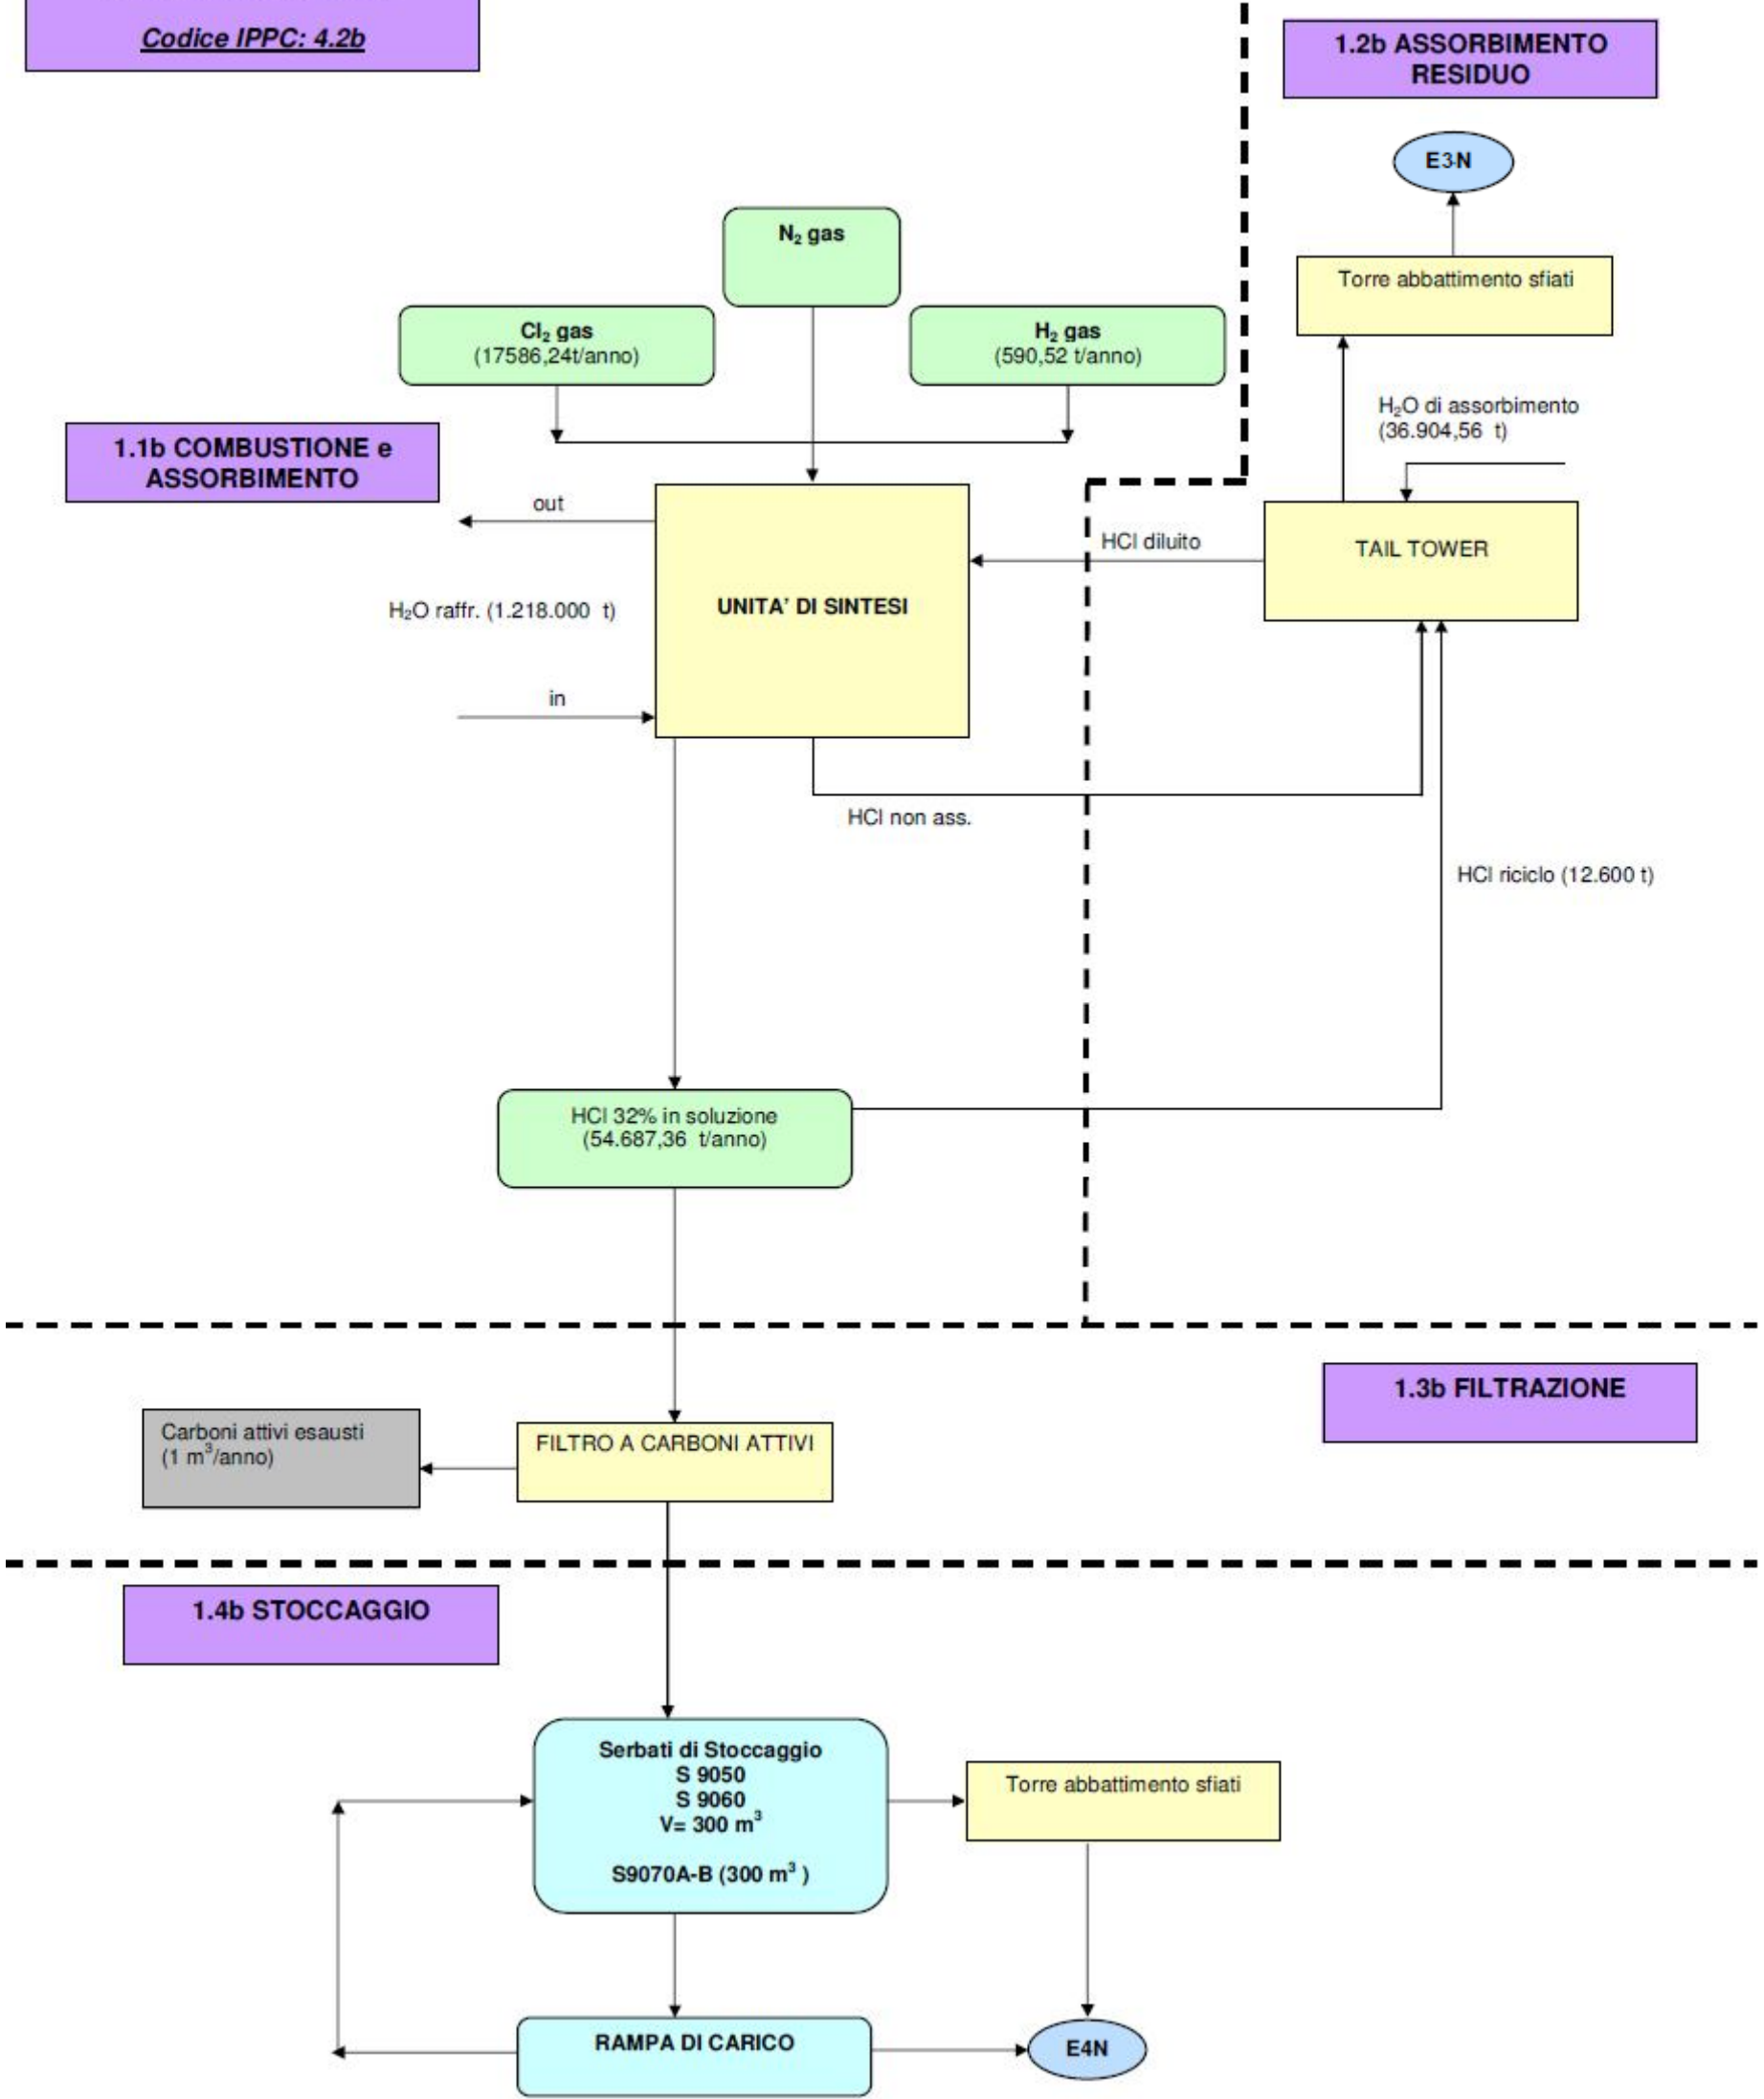 Codice IPPC: 4.2b
1.2b ASSORBIMENTO
RESIDUO
E3-N
N₂ gas
Torre abbattimento sfiati
Cl₂ gas
(17586,24t/anno)
H₂ gas
(590,52 t/anno)
H₂O di assorbimento
(36.904,56 t)
1.1b COMBUSTIONE e
ASSORBIMENTO
out
HCl diluito
TAIL TOWER
UNITA' DI SINTESI
H₂O raffr. (1.218.000 t)
in
HCl non ass.
HCl riciclo (12.600 t)
HCl 32% in soluzione
(54.687,36 t/anno)
1.3b FILTRAZIONE
Carboni attivi esausti
(1 m³/anno)
FILTRO A CARBONI ATTIVI
1.4b STOCCAGGIO
Serbati di Stoccaggio
S 9050
S 9060
V= 300 m³
S9070A-B (300 m³ )
Torre abbattimento sfiati
RAMPA DI CARICO
E4N